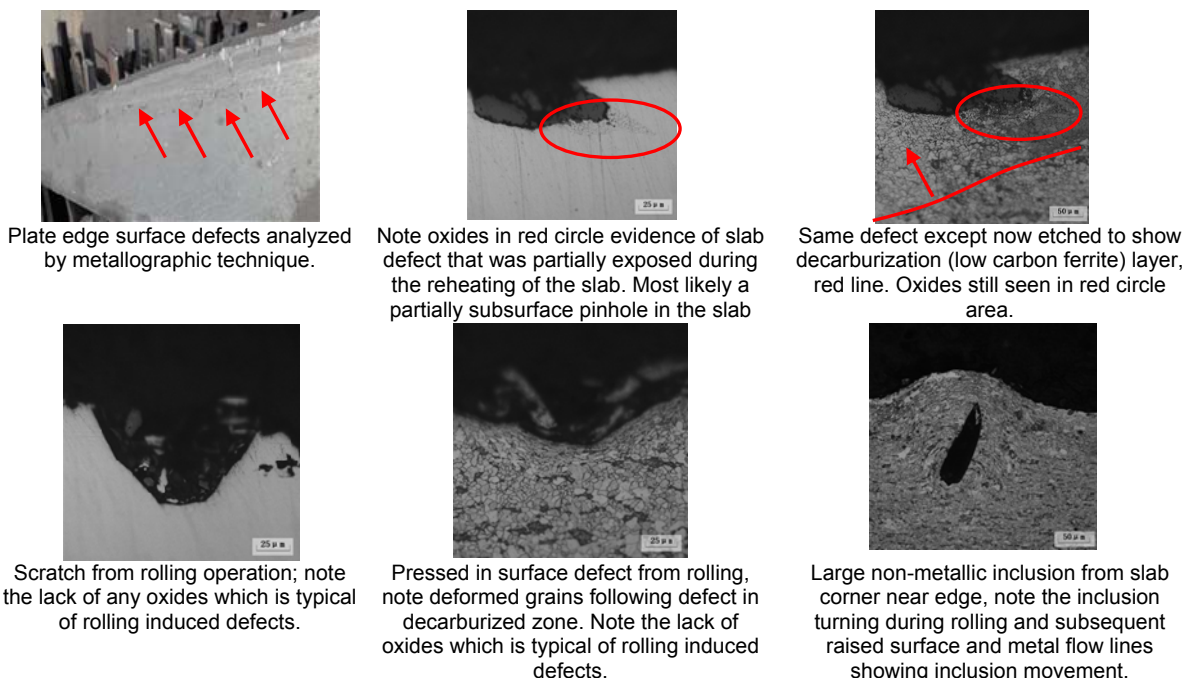 Plate edge surface defects analyzed
by metallographic technique.
25 μm
Note oxides in red circle evidence of slab
defect that was partially exposed during
the reheating of the slab. Most likely a
partially subsurface pinhole in the slab
50 μm
Same defect except now etched to show
decarburization (low carbon ferrite) layer,
red line. Oxides still seen in red circle
area.
25 μm
Scratch from rolling operation; note
the lack of any oxides which is typical
of rolling induced defects.
25 μm
Pressed in surface defect from rolling,
note deformed grains following defect in
decarburized zone. Note the lack of
oxides which is typical of rolling induced
defects.
50 μm
Large non-metallic inclusion from slab
corner near edge, note the inclusion
turning during rolling and subsequent
raised surface and metal flow lines
showing inclusion movement.